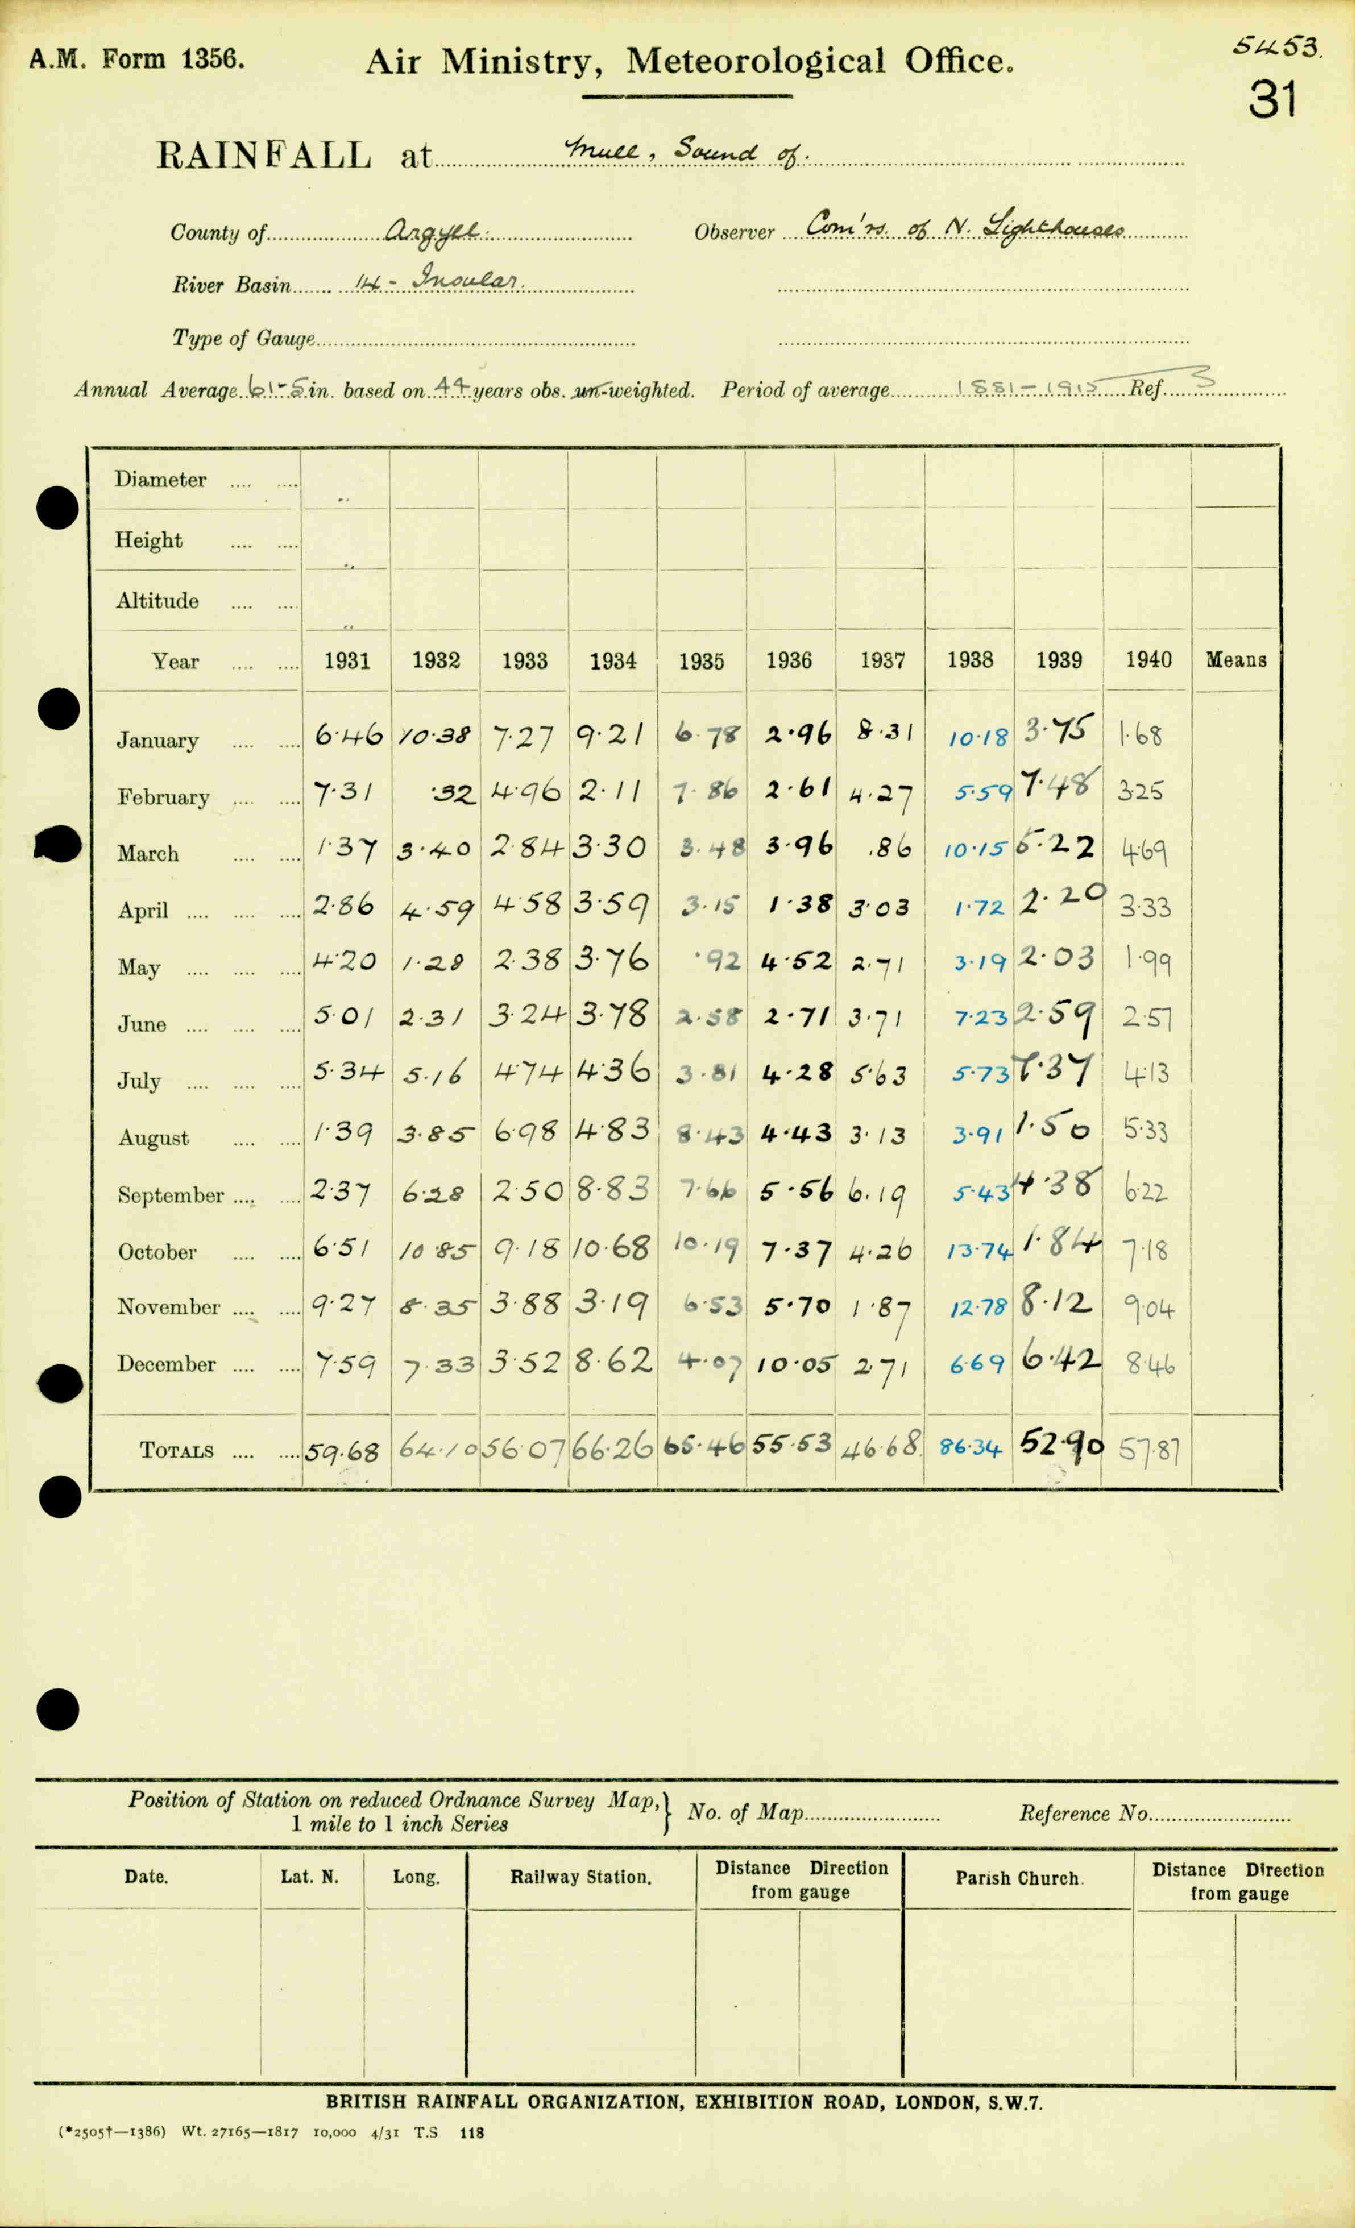 A.M. Form 1356.
Air Ministry, Meteorological Office.
5453.
31
RAINFALL at Mull, Sound of.
County of Argyll. Observer Com'rs. of N. Lighthouses
River Basin 14 - Insular.
Type of Gauge
Annual Average 61·5 in. based on 44 years obs. un-weighted. Period of average 1881-1915 Ref. 3
Diameter .... ....
Height .... ....
Altitude .... ....
Year .... .... 1931 1932 1933 1934 1935 1936 1937 1938 1939 1940 Means
January .... .... 6·46 10·38 7·27 9·21 6·78 2·96 8·31 10·18 3·75 1·68
February .... .... 7·31 ·32 4·96 2·11 7·86 2·61 4·27 5·59 7·48 3·25
March .... .... 1·37 3·40 2·84 3·30 3·48 3·96 ·86 10·15 5·22 4·69
April .... .... .... 2·86 4·59 4·58 3·59 3·15 1·38 3·03 1·72 2·20 3·33
May .... .... .... 4·20 1·28 2·38 3·76 ·92 4·52 2·71 3·19 2·03 1·99
June .... .... .... 5·01 2·31 3·24 3·78 2·58 2·71 3·71 7·23 2·59 2·57
July .... .... .... 5·34 5·16 4·74 4·36 3·81 4·28 5·63 5·73 7·37 4·13
August .... .... 1·39 3·85 6·98 4·83 8·43 4·43 3·13 3·91 1·50 5·33
September .... .... 2·37 6·28 2·50 8·83 7·66 5·56 6·19 5·43 4·38 6·22
October .... .... 6·51 10·85 9·18 10·68 10·19 7·37 4·26 13·74 1·84 7·18
November .... .... 9·27 8·35 3·88 3·19 6·53 5·70 1·87 12·78 8·12 9·04
December .... .... 7·59 7·33 3·52 8·62 4·07 10·05 2·71 6·69 6·42 8·46
TOTALS .... .... 59·68 64·10 56·07 66·26 65·46 55·53 46·68 86·34 52·90 57·87
Position of Station on reduced Ordnance Survey Map, } No. of Map Reference No.
1 mile to 1 inch Series
Date. Lat. N. Long. Railway Station. Distance Direction from gauge Parish Church. Distance Direction from gauge
BRITISH RAINFALL ORGANIZATION, EXHIBITION ROAD, LONDON, S.W.7.
(*2505†—1386) Wt. 27165—1817 10,000 4/31 T.S 118